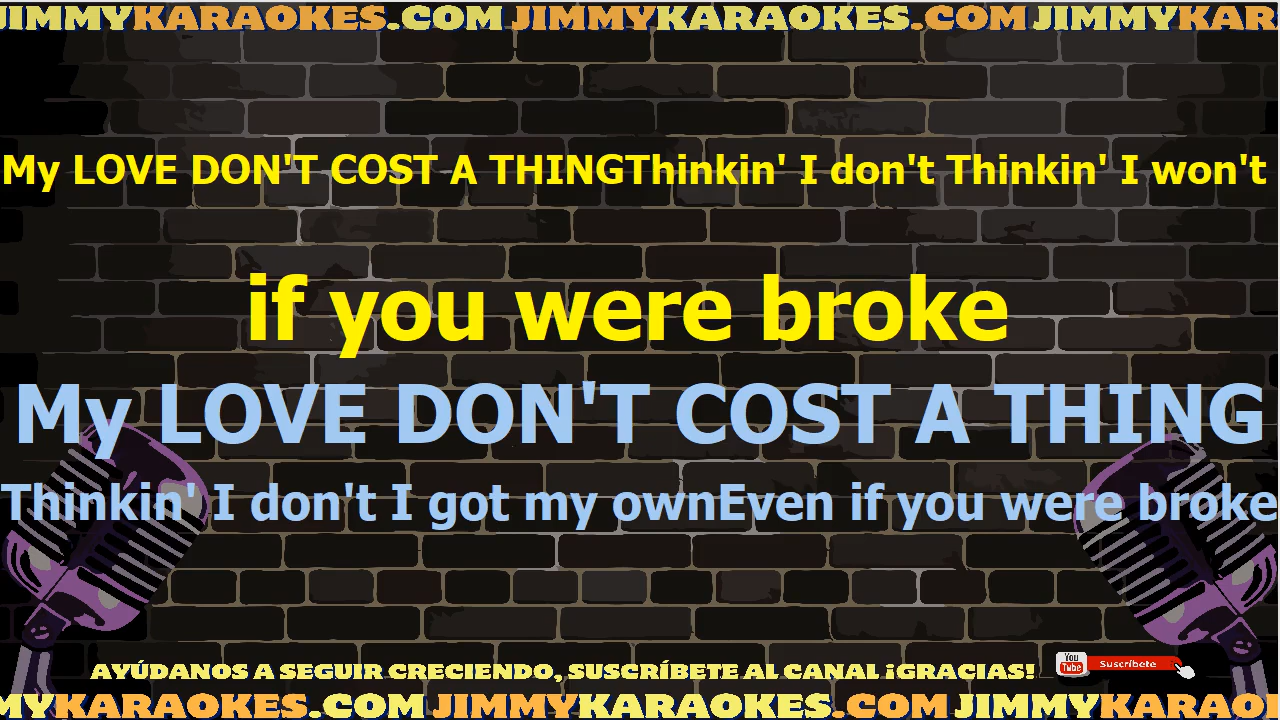 JIMMYKARAOKES.COM JIMMYKARAOKES.COM JIMMYKAR
My LOVE DON'T COST A THINGThinkin' I don't Thinkin' I won't
if you were broke
My LOVE DON'T COST A THING
Thinkin' I don't I got my ownEven if you were broke
AYÚDANOS A SEGUIR CRECIENDO, SUSCRÍBETE AL CANAL ¡GRACIAS!
You Tube Suscríbete
MYKARAOKES.COM JIMMYKARAOKES.COM JIMMYKARAOI